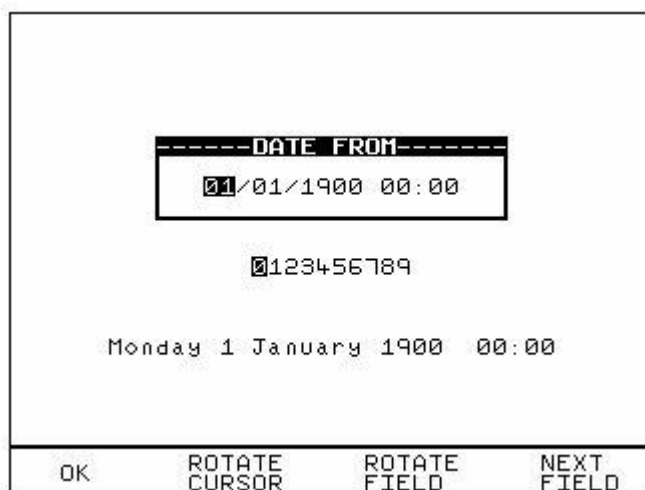 ------DATE FROM-------
01/01/1900 00:00
0123456789
Monday 1 January 1900 00:00
OK ROTATE CURSOR ROTATE FIELD NEXT FIELD